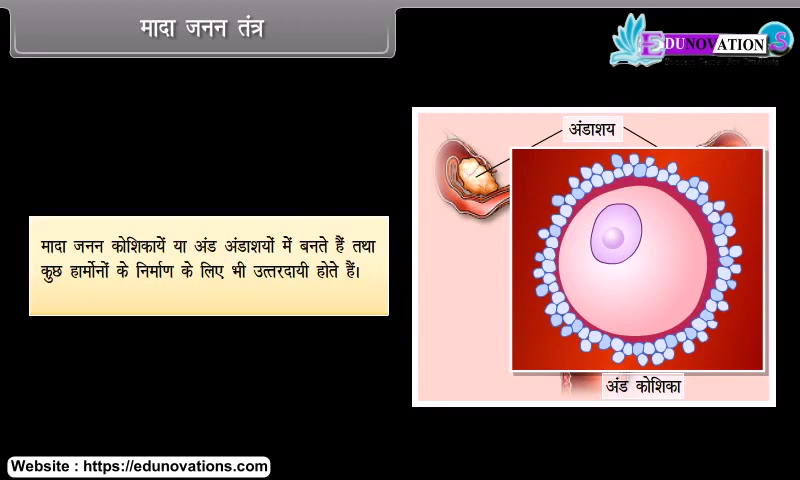 मादा जनन तंत्र
EDUNOVATIONS
अंडाशय
मादा जनन कोशिकायें या अंड अंडाशयों में बनते हैं तथा
कुछ हार्मोनों के निर्माण के लिए भी उत्तरदायी होते हैं।
अंड कोशिका
Website : https://edunovations.com